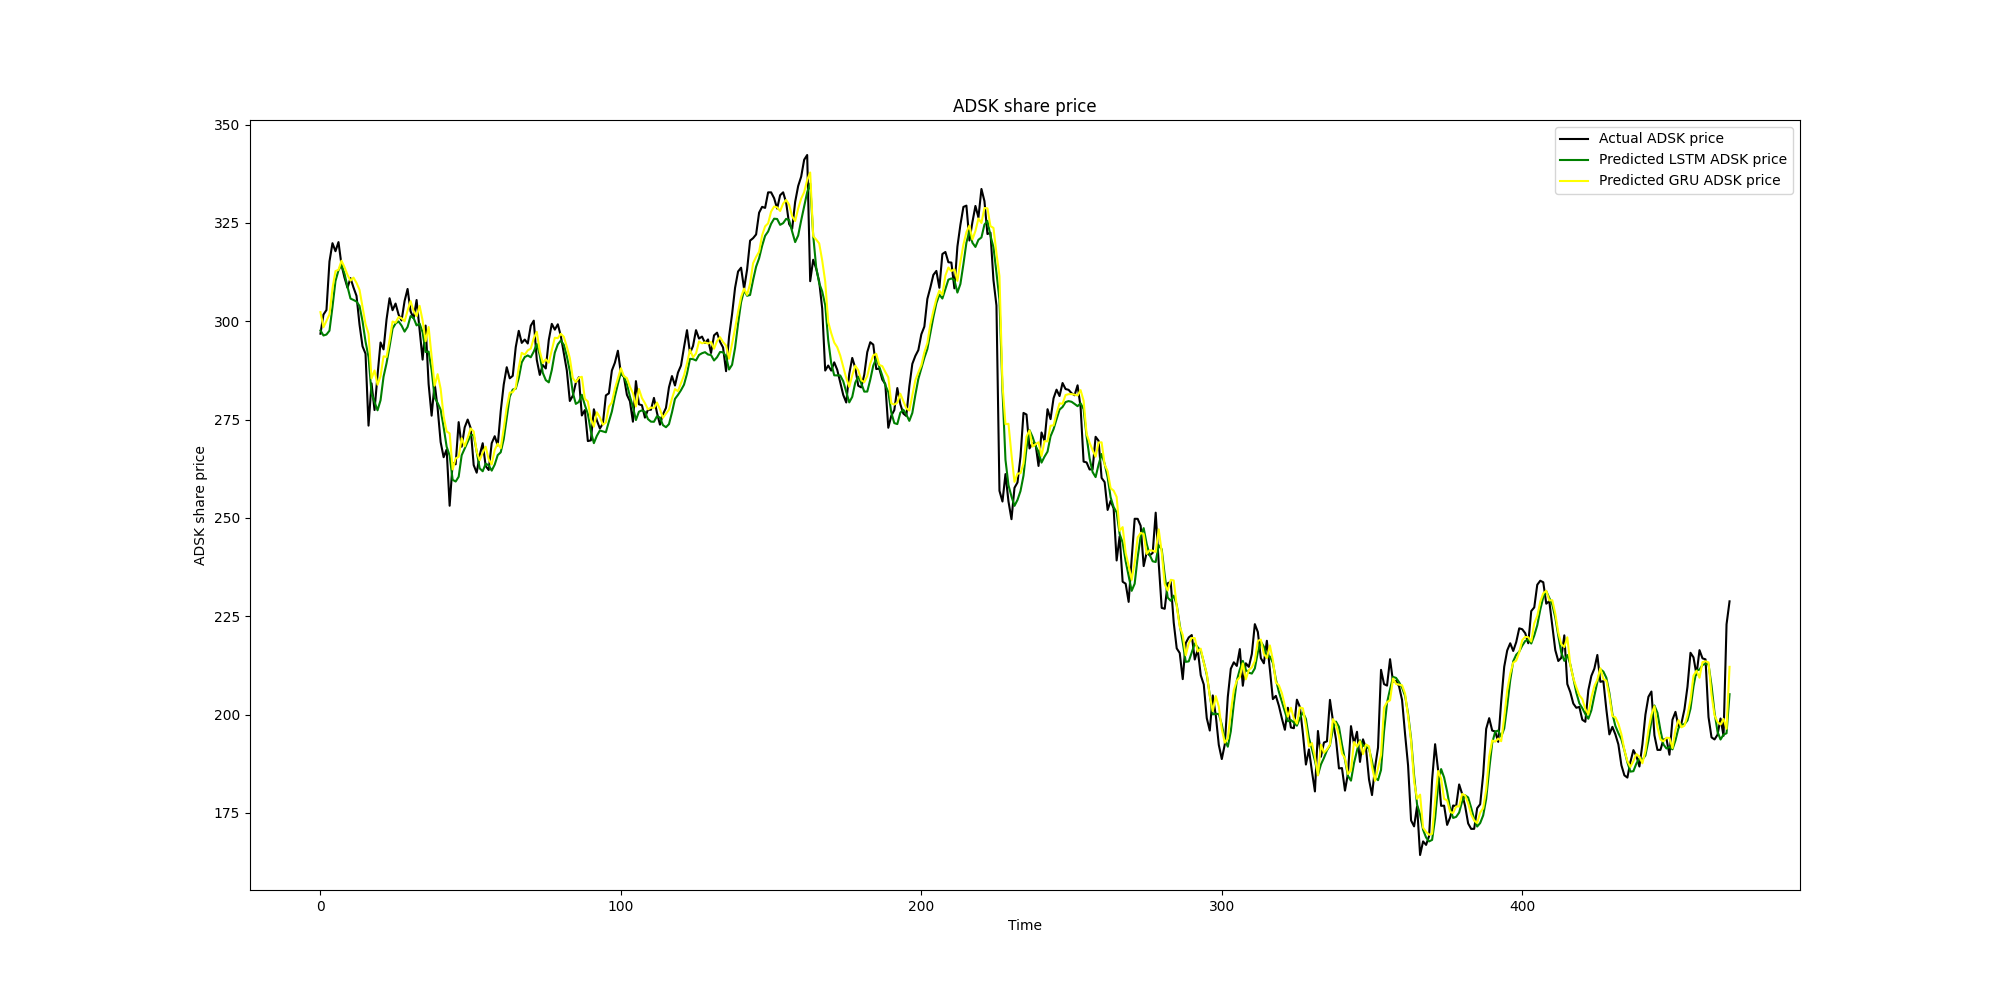 ADSK share price
Actual ADSK price
Predicted LSTM ADSK price
Predicted GRU ADSK price
ADSK share price
350
325
300
275
250
225
200
175
0 100 200 300 400
Time